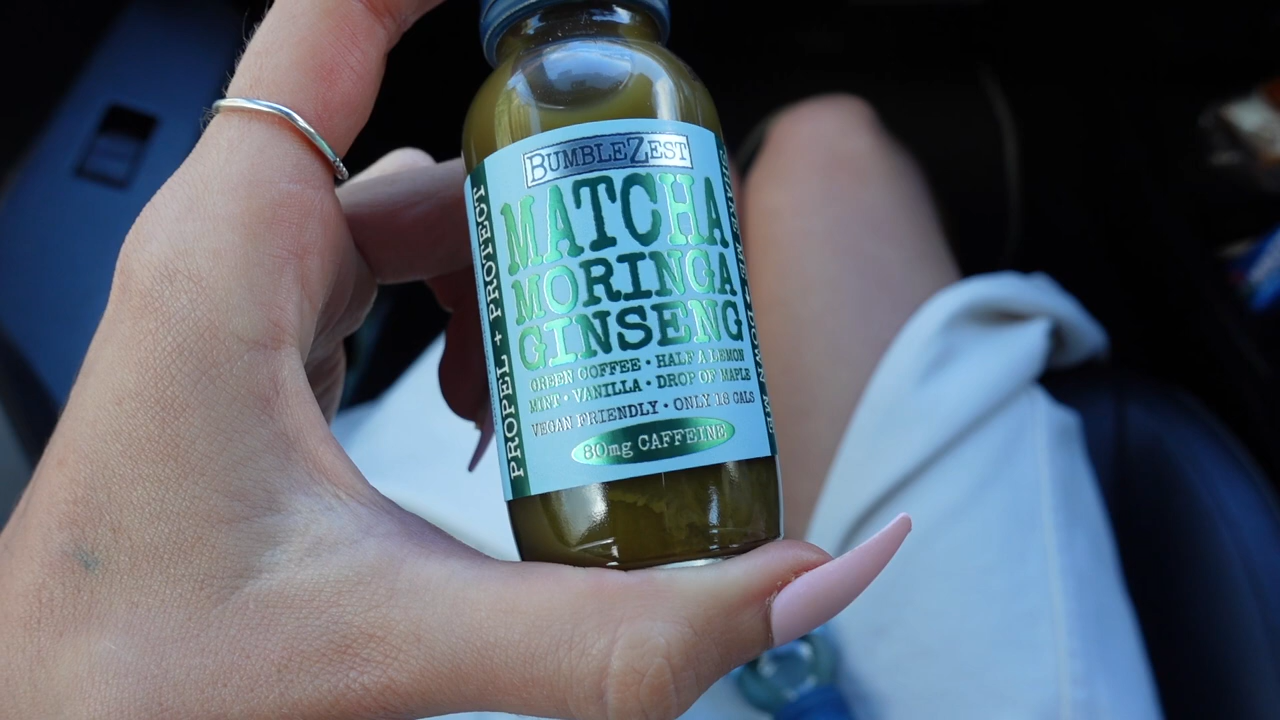 BUMBLEZEST
MATCHA
MORINGA
GINSENG
GREEN COFFEE • HALF A LEMON
MINT • VANILLA • DROP OF MAPLE
VEGAN FRIENDLY • ONLY 18 CALS
80mg CAFFEINE
PROPEL + PROTECT
SHAKE ME + DOWN ME